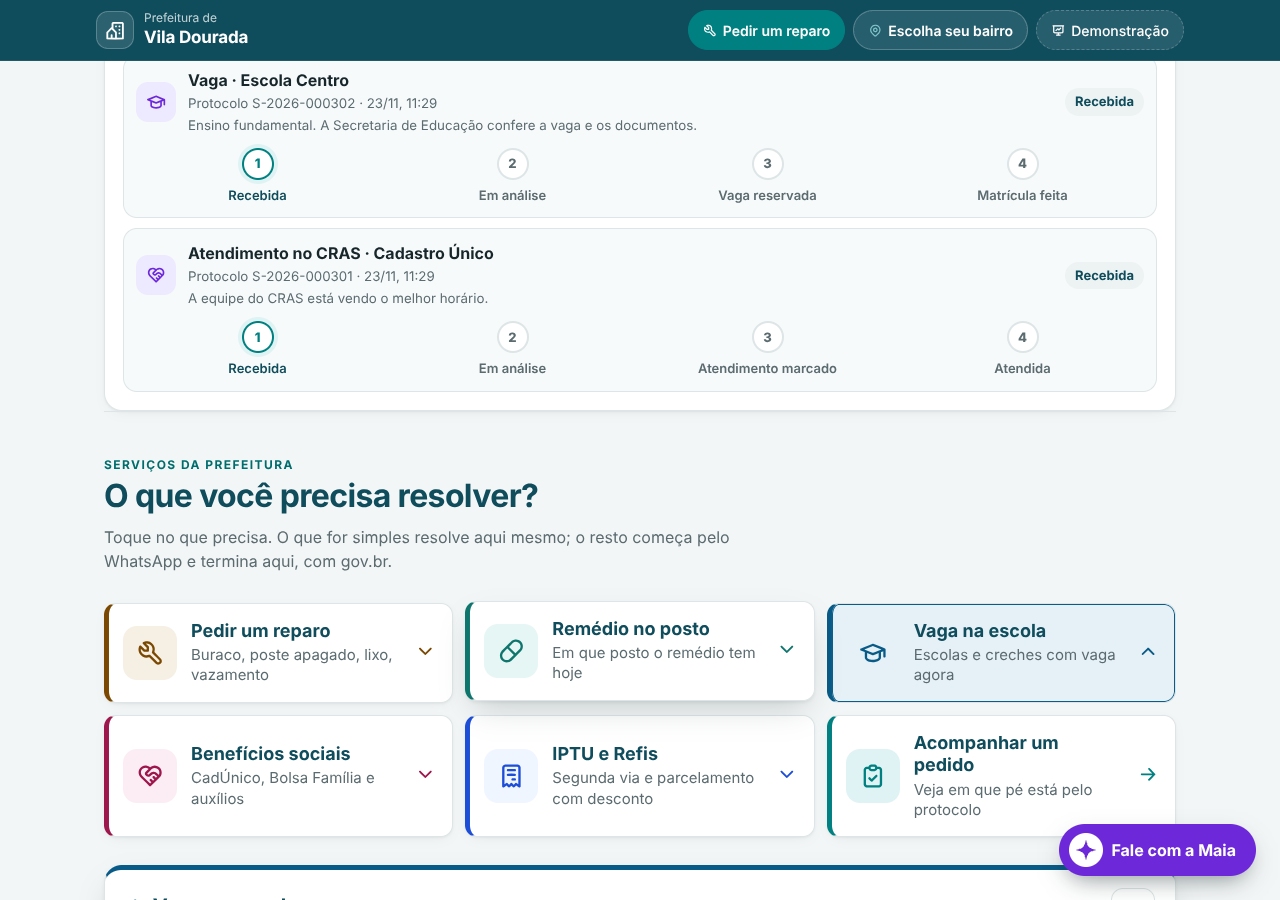 Prefeitura de
Vila Dourada
Pedir um reparo
Escolha seu bairro
Demonstração
Vaga · Escola Centro
Protocolo S-2026-000302 · 23/11, 11:29
Ensino fundamental. A Secretaria de Educação confere a vaga e os documentos.
Recebida
1
2
3
4
Recebida
Em análise
Vaga reservada
Matrícula feita
Atendimento no CRAS · Cadastro Único
Protocolo S-2026-000301 · 23/11, 11:29
A equipe do CRAS está vendo o melhor horário.
Recebida
1
2
3
4
Recebida
Em análise
Atendimento marcado
Atendida
SERVIÇOS DA PREFEITURA
O que você precisa resolver?
Toque no que precisa. O que for simples resolve aqui mesmo; o resto começa pelo
WhatsApp e termina aqui, com gov.br.
Pedir um reparo
Buraco, poste apagado, lixo,
vazamento
Remédio no posto
Em que posto o remédio tem
hoje
Vaga na escola
Escolas e creches com vaga
agora
Benefícios sociais
CadÚnico, Bolsa Família e
auxílios
IPTU e Refis
Segunda via e parcelamento
com desconto
Acompanhar um
pedido
Veja em que pé está pelo
protocolo
Fale com a Maia